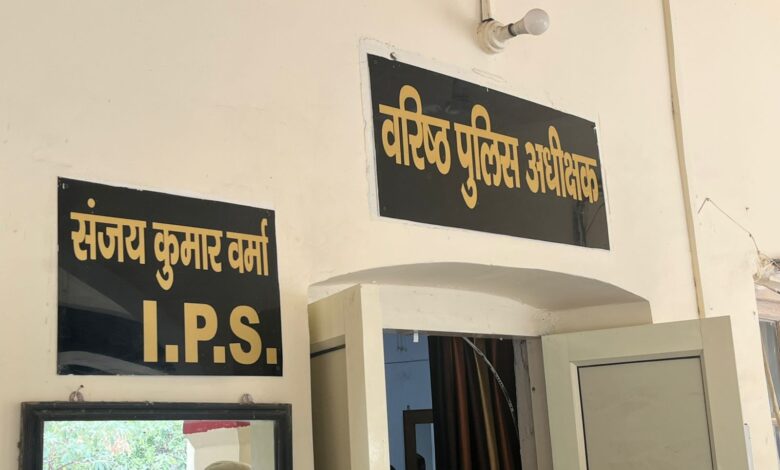 वरिष्ठ पुलिस अधीक्षक
संजय कुमार वर्मा
I.P.S.